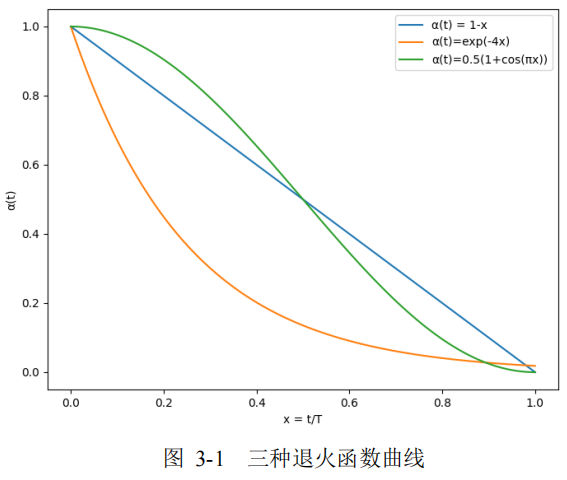 α(t) = 1-x
α(t)=exp(-4x)
α(t)=0.5(1+cos(πx))
1.0
0.8
0.6
0.4
0.2
0.0
α(t)
0.0 0.2 0.4 0.6 0.8 1.0
x = t/T
图 3-1 三种退火函数曲线